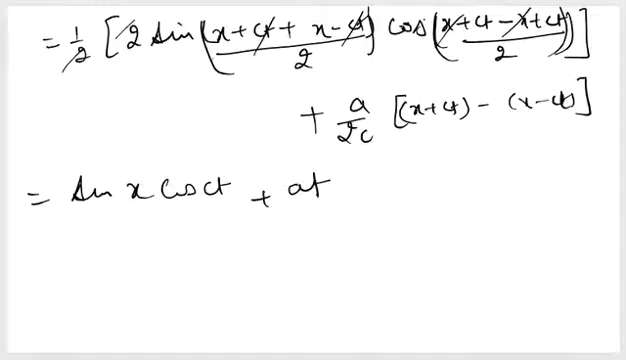 = 1/2 [2 sin((x+ct + x-ct)/2) cos((x+ct-x+ct)/2)]
+ a/2c [(x+ct) - (x-ct)]
= sin x cos ct + at